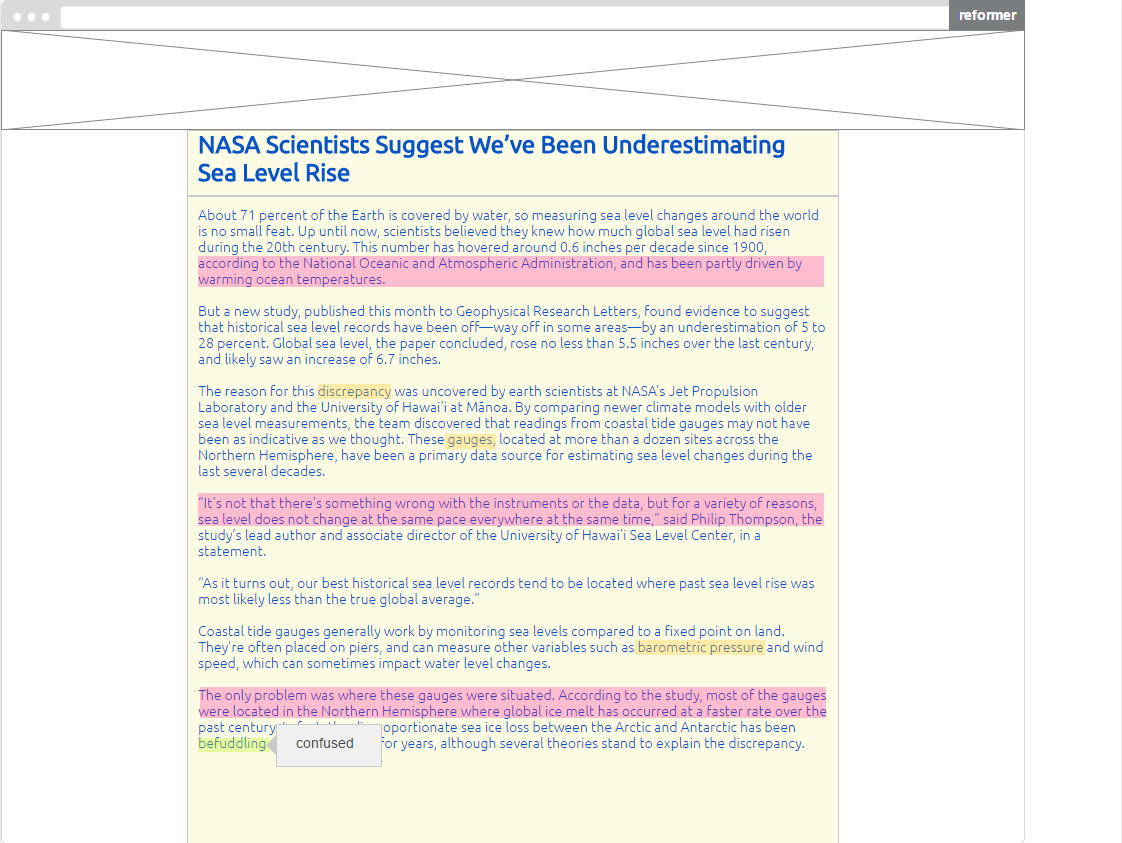 reformer
NASA Scientists Suggest We’ve Been Underestimating
Sea Level Rise
About 71 percent of the Earth is covered by water, so measuring sea level changes around the world
is no small feat. Up until now, scientists believed they knew how much global sea level had risen
during the 20th century. This number has hovered around 0.6 inches per decade since 1900,
according to the National Oceanic and Atmospheric Administration, and has been partly driven by
warming ocean temperatures.
But a new study, published this month to Geophysical Research Letters, found evidence to suggest
that historical sea level records have been off—way off in some areas—by an underestimation of 5 to
28 percent. Global sea level, the paper concluded, rose no less than 5.5 inches over the last century,
and likely saw an increase of 6.7 inches.
The reason for this discrepancy was uncovered by earth scientists at NASA’s Jet Propulsion
Laboratory and the University of Hawai'i at Mānoa. By comparing newer climate models with older
sea level measurements, the team discovered that readings from coastal tide gauges may not have
been as indicative as we thought. These gauges, located at more than a dozen sites across the
Northern Hemisphere, have been a primary data source for estimating sea level changes during the
last several decades.
“It's not that there's something wrong with the instruments or the data, but for a variety of reasons,
sea level does not change at the same pace everywhere at the same time,” said Philip Thompson, the
study’s lead author and associate director of the University of Hawai'i Sea Level Center, in a
statement.
“As it turns out, our best historical sea level records tend to be located where past sea level rise was
most likely less than the true global average.”
Coastal tide gauges generally work by monitoring sea levels compared to a fixed point on land.
They’re often placed on piers, and can measure other variables such as barometric pressure and wind
speed, which can sometimes impact water level changes.
The only problem was where these gauges were situated. According to the study, most of the gauges
were located in the Northern Hemisphere where global ice melt has occurred at a faster rate over the
past century sea ice loss between the Arctic and Antarctic has been
befuddling confused for years, although several theories stand to explain the discrepancy.